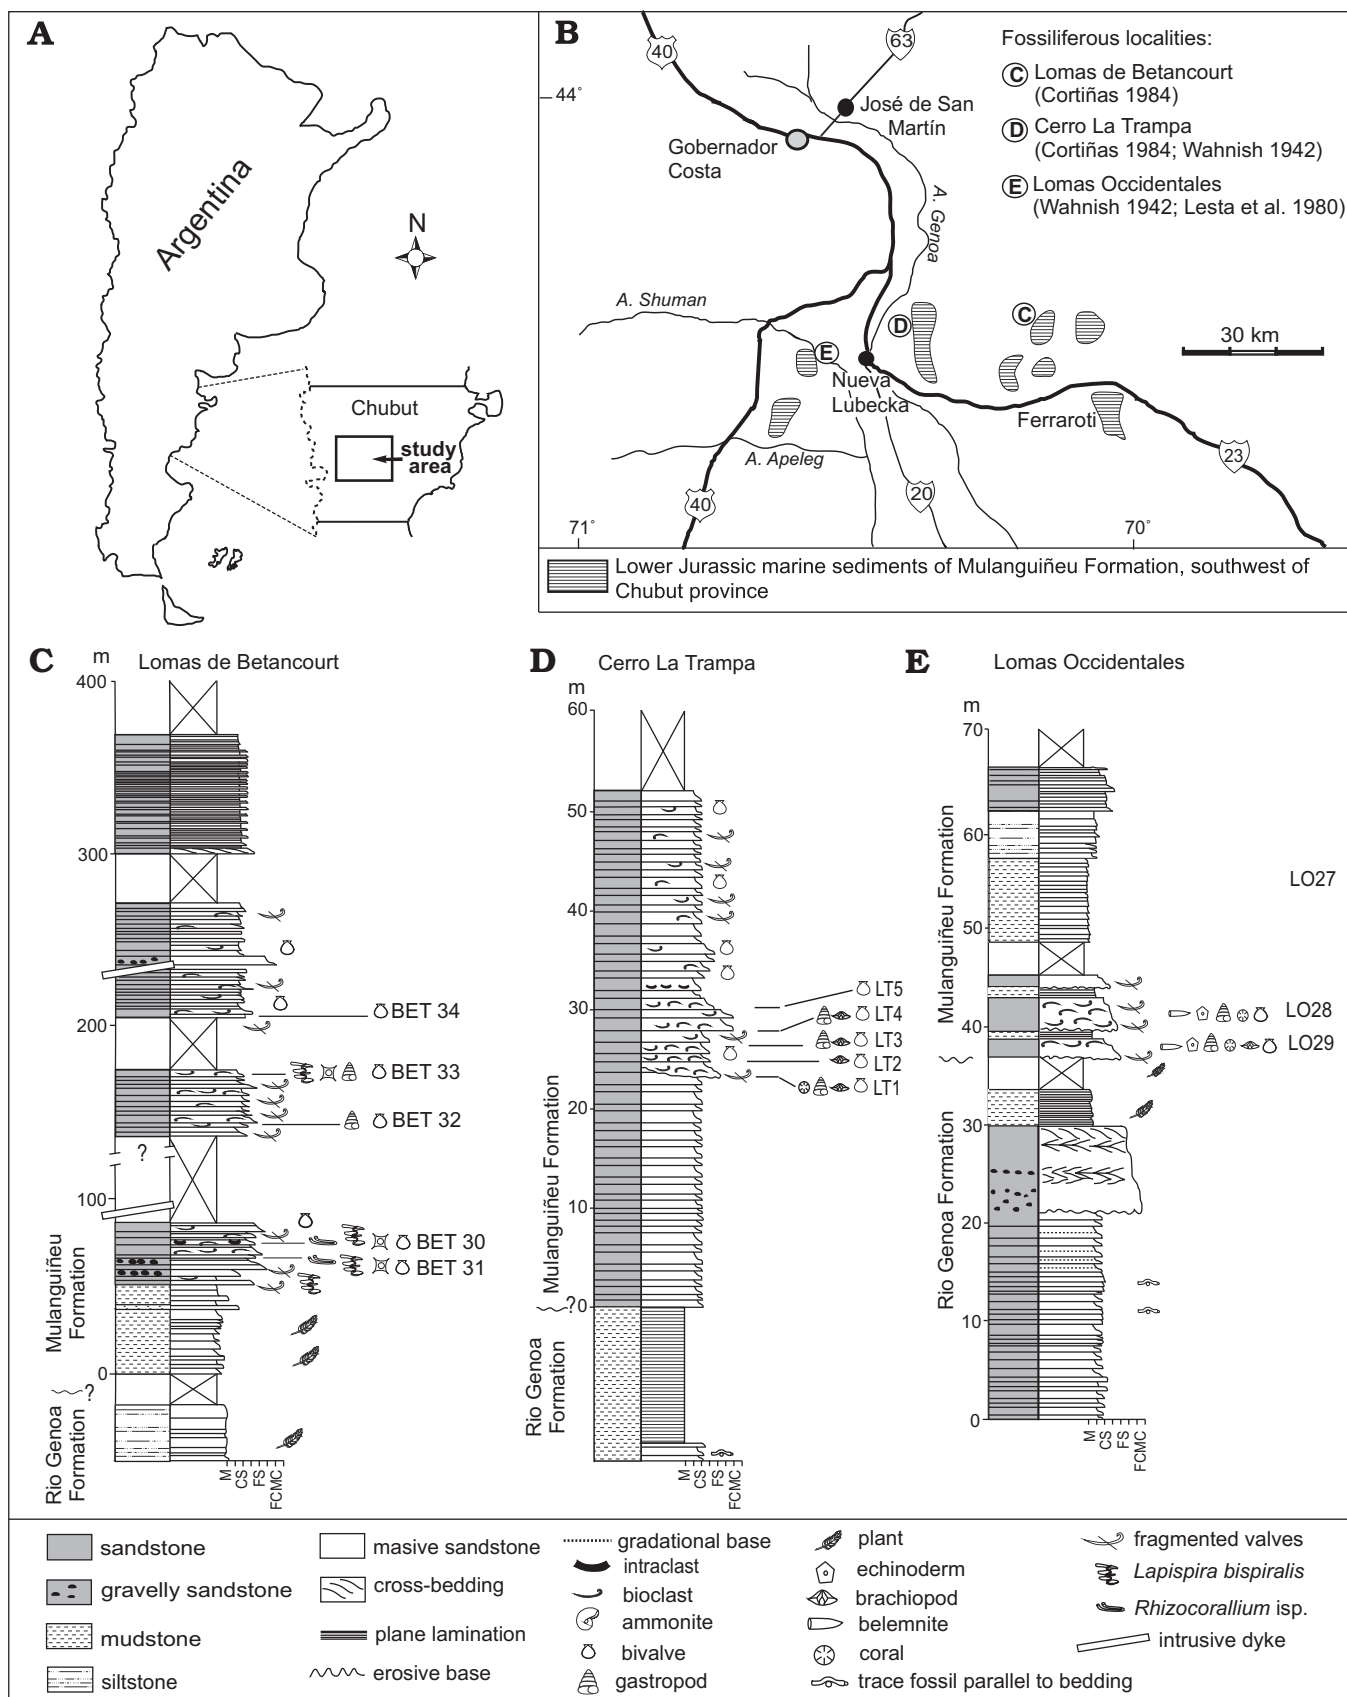 A
Argentina
N
Chubut
study
area
B
40
63
44°
José de San
Martín
Gobernador
Costa
A. Genoa
Fossiliferous localities:
C Lomas de Betancourt
(Cortiñas 1984)
D Cerro La Trampa
(Cortiñas 1984; Wahnish 1942)
E Lomas Occidentales
(Wahnish 1942; Lesta et al. 1980)
A. Shuman
D
C
E
30 km
Nueva
Lubecka
Ferraroti
A. Apeleg
40
20
23
71°
70°
Lower Jurassic marine sediments of Mulanguiñeu Formation, southwest of
Chubut province
C
Lomas de Betancourt
m
400
300
200
100
0
BET 34
BET 33
BET 32
?
BET 30
BET 31
Mulanguiñeu
Formation
?
Rio Genoa
Formation
M
CS
FS
FCMC
D
Cerro La Trampa
m
60
50
40
30
20
10
?0
LT5
LT4
LT3
LT2
LT1
Mulanguiñeu Formation
Rio Genoa
Formation
M
CS
FS
FCMC
E
Lomas Occidentales
m
70
60
50
40
30
20
10
0
LO27
LO28
LO29
Mulanguiñeu Formation
Rio Genoa Formation
M
CS
FS
FCMC
sandstone
gravelly sandstone
mudstone
siltstone
masive sandstone
cross-bedding
plane lamination
erosive base
gradational base
intraclast
bioclast
ammonite
bivalve
gastropod
plant
echinoderm
brachiopod
belemnite
coral
trace fossil parallel to bedding
fragmented valves
Lapispira bispiralis
Rhizocorallium isp.
intrusive dyke